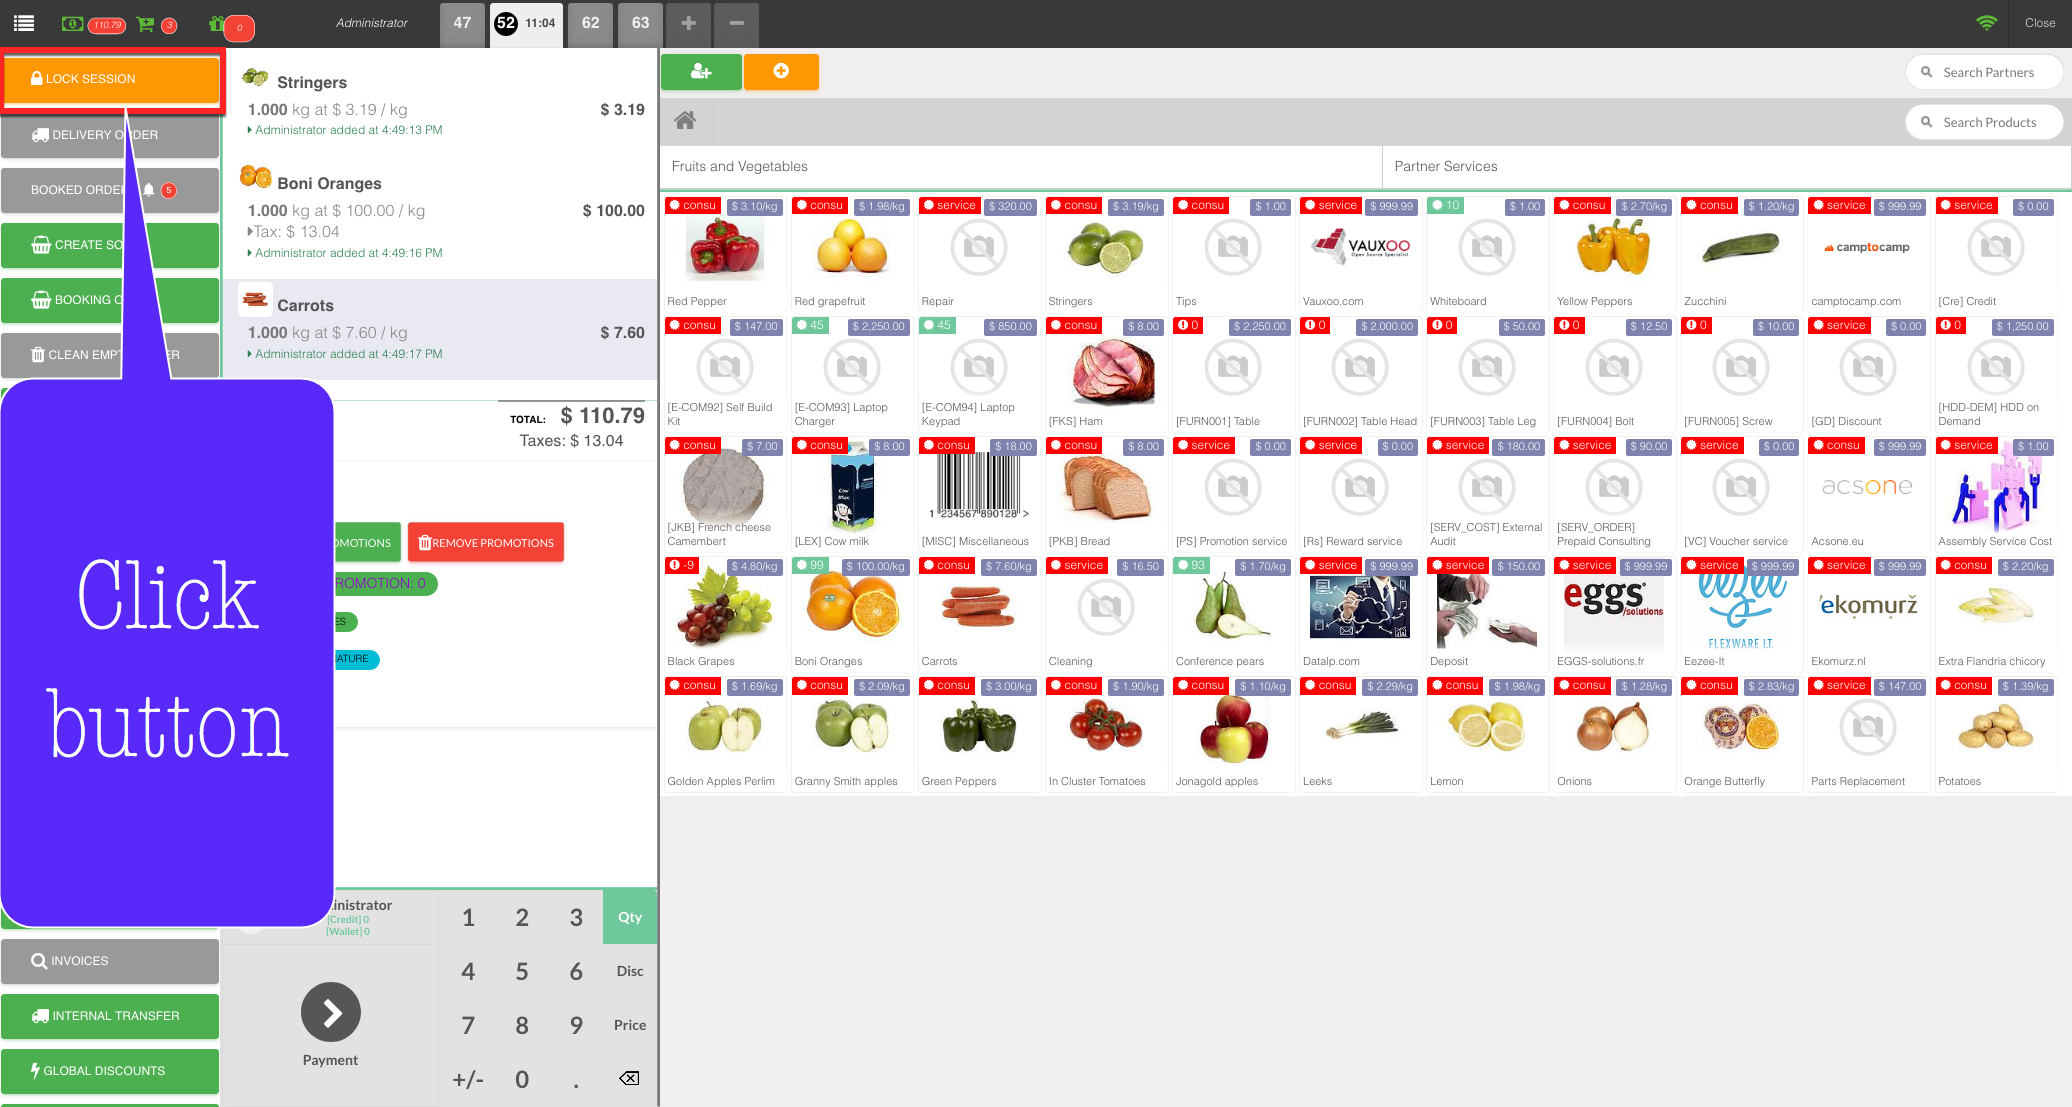 110.79 3 0 Administrator 47 52 11:04 62 63 + − Close
LOCK SESSION
DELIVERY ORDER
BOOKED ORDER 5
CREATE SO
BOOKING O
CLEAN EMPT
Click
button
INVOICES
INTERNAL TRANSFER
GLOBAL DISCOUNTS
Stringers
1.000 kg at $ 3.19 / kg $ 3.19
Administrator added at 4:49:13 PM
Boni Oranges
1.000 kg at $ 100.00 / kg $ 100.00
Tax: $ 13.04
Administrator added at 4:49:16 PM
Carrots
1.000 kg at $ 7.60 / kg $ 7.60
Administrator added at 4:49:17 PM
TOTAL: $ 110.79
Taxes: $ 13.04
OMOTIONS REMOVE PROMOTIONS
ROMOTION: 0
ES
ATURE
inistrator
[Credit] 0
[Wallet] 0
Payment
1 2 3 Qty
4 5 6 Disc
7 8 9 Price
+/- 0 .
Search Partners
Search Products
Fruits and Vegetables Partner Services
consu $ 3.10/kg consu $ 1.98/kg service $ 320.00 consu $ 3.19/kg consu $ 1.00 service $ 999.99 10 $ 1.00 consu $ 2.70/kg consu $ 1.20/kg service $ 999.99 service $ 0.00
VAUXOO camptocamp
Open Source Specialist
Red Pepper Red grapefruit Repair Stringers Tips Vauxoo.com Whiteboard Yellow Peppers Zucchini camptocamp.com [Cre] Credit
consu $ 147.00 45 $ 2,250.00 45 $ 850.00 consu $ 8.00 0 $ 2,250.00 0 $ 2,000.00 0 $ 50.00 0 $ 12.50 0 $ 10.00 service $ 0.00 0 $ 1,250.00
[E-COM92] Self Build [E-COM93] Laptop [E-COM94] Laptop [HDD-DEM] HDD on
Kit Charger Keypad [FKS] Ham [FURN001] Table [FURN002] Table Head [FURN003] Table Leg [FURN004] Bolt [FURN005] Screw [GD] Discount Demand
consu $ 7.00 consu $ 8.00 consu $ 18.00 consu $ 8.00 service $ 0.00 service $ 0.00 service $ 180.00 service $ 90.00 service $ 0.00 consu $ 999.99 service $ 1.00
Cow acsone
Milk
1 234567 890128 >
[JKB] French cheese [SERV_COST] External [SERV_ORDER]
Camembert [LEX] Cow milk [MISC] Miscellaneous [PKB] Bread [PS] Promotion service [Rs] Reward service Audit Prepaid Consulting [VC] Voucher service Acsone.eu Assembly Service Cost
-9 $ 4.80/kg 99 $ 100.00/kg consu $ 7.60/kg service $ 16.50 93 $ 1.70/kg service $ 999.99 service $ 150.00 service $ 999.99 service $ 999.99 service $ 999.99 consu $ 2.20/kg
eggs eezee 'ekomurz
/solutions
FLEXWARE I.T.
Black Grapes Boni Oranges Carrots Cleaning Conference pears Datalp.com Deposit EGGS-solutions.fr Eezee-It Ekomurz.nl Extra Flandria chicory
consu $ 1.69/kg consu $ 2.09/kg consu $ 3.00/kg consu $ 1.90/kg consu $ 1.10/kg consu $ 2.29/kg consu $ 1.98/kg consu $ 1.28/kg consu $ 2.83/kg service $ 147.00 consu $ 1.39/kg
Golden Apples Perlim Granny Smith apples Green Peppers In Cluster Tomatoes Jonagold apples Leeks Lemon Onions Orange Butterfly Parts Replacement Potatoes